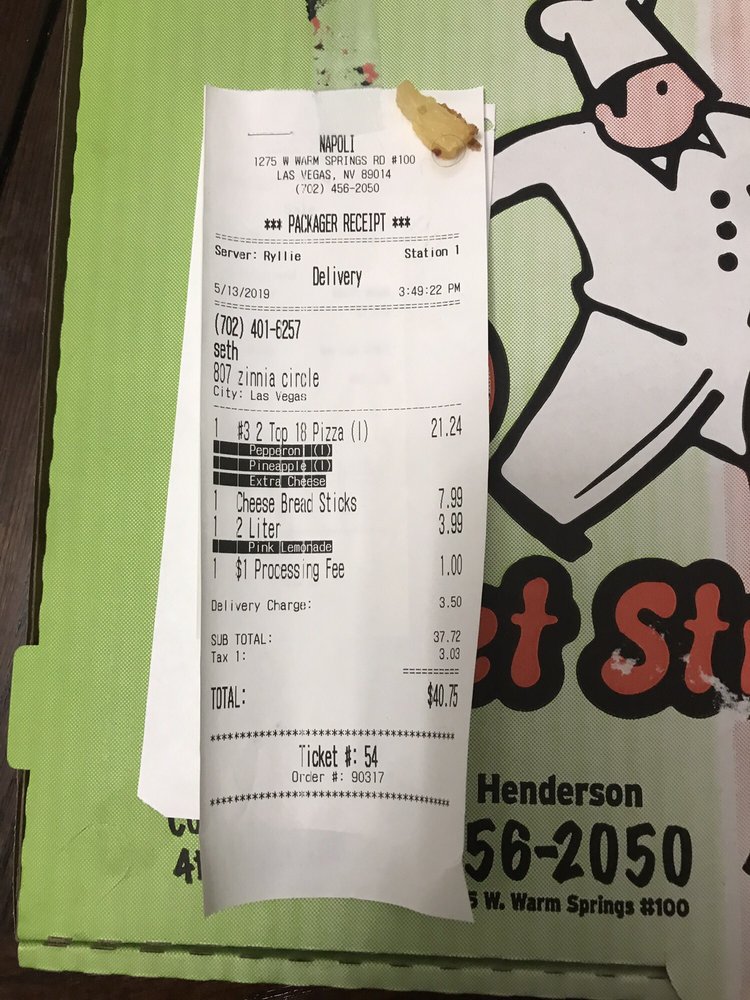 NAPOLI
1275 W WARM SPRINGS RD #100
LAS VEGAS, NV 89014
(702) 456-2050
*** PACKAGER RECEIPT ***
Server: Ryllie Station 1
Delivery
5/13/2019 3:49:22 PM
(702) 401-6257
seth
807 zinnia circle
City: Las Vegas
1 #3 2 Top 18 Pizza (I) 21.24
Pepperoni (I)
Pineapple (I)
Extra Cheese
1 Cheese Bread Sticks 7.99
1 2 Liter 3.99
Pink Lemonade
1 $1 Processing Fee 1.00
Delivery Charge: 3.50
SUB TOTAL: 37.72
Tax 1: 3.03
TOTAL: $40.75
Ticket #: 54
Order #: 90317
et St
Henderson
56-2050
5 W. Warm Springs #100